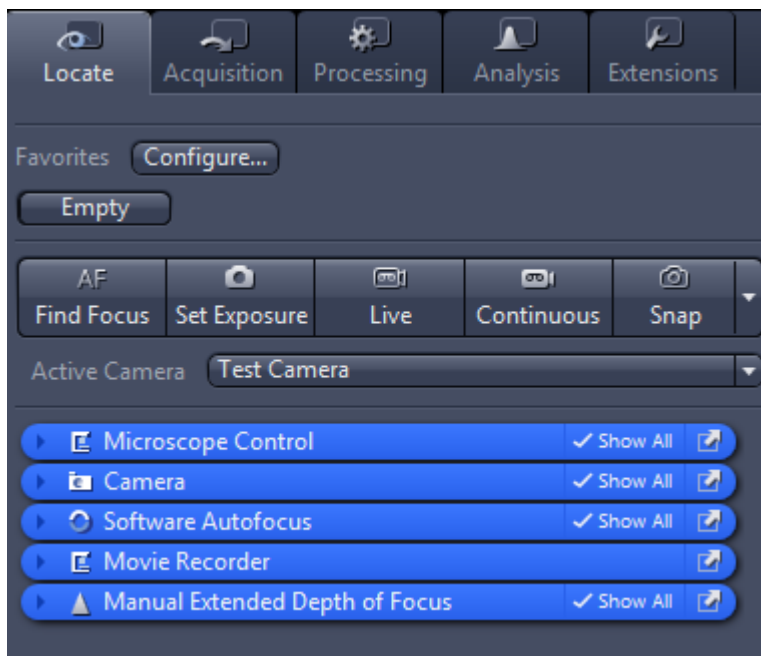 Locate Acquisition Processing Analysis Extensions
Favorites Configure...
Empty
AF
Find Focus Set Exposure Live Continuous Snap
Active Camera Test Camera
Microscope Control Show All
Camera Show All
Software Autofocus Show All
Movie Recorder
Manual Extended Depth of Focus Show All